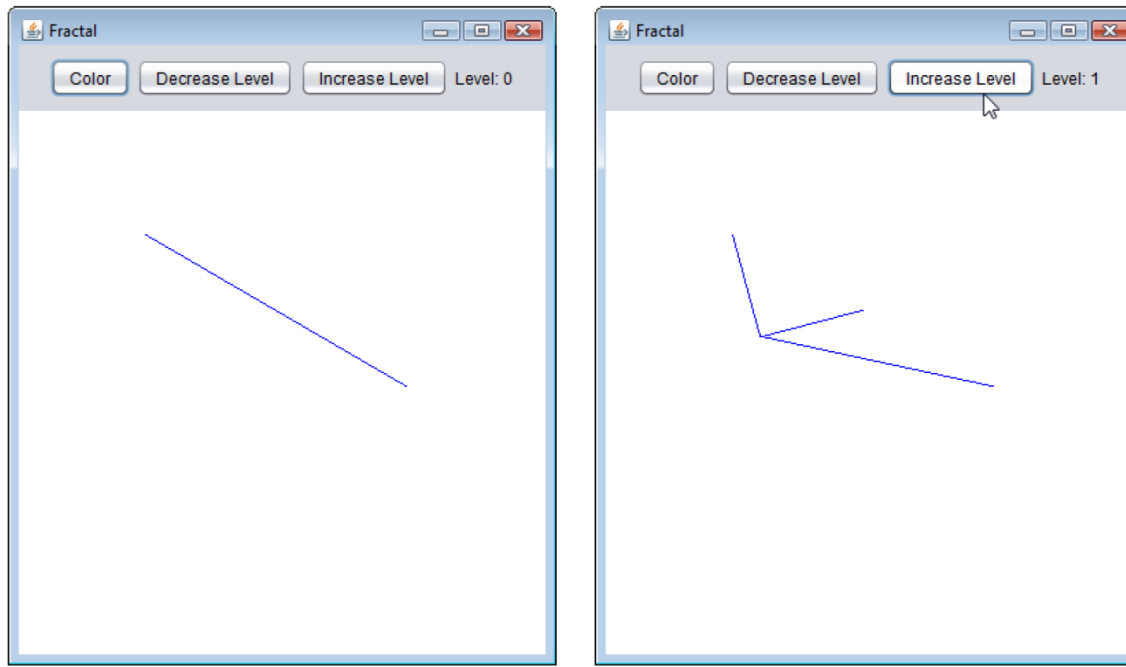 Fractal
Color Decrease Level Increase Level Level: 0
Fractal
Color Decrease Level Increase Level Level: 1